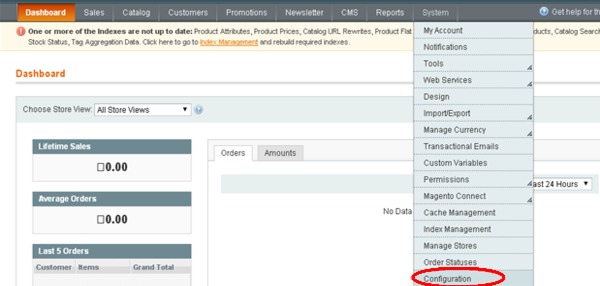 Dashboard Sales Catalog Customers Promotions Newsletter CMS Reports System Get help for th
One or more of the Indexes are not up to date: Product Attributes, Product Prices, Catalog URL Rewrites, Product Flat ducts, Catalog Searc
Stock Status, Tag Aggregation Data. Click here to go to Index Management and rebuild required indexes.
My Account
Notifications
Tools
Web Services
Design
Import/Export
Manage Currency
Transactional Emails
Custom Variables
Permissions
Magento Connect
Cache Management
Index Management
Manage Stores
Order Statuses
Configuration
Dashboard
Choose Store View: All Store Views
Lifetime Sales
0.00
Average Orders
0.00
Last 5 Orders
Customer Items Grand Total
Orders Amounts
ast 24 Hours
No Data